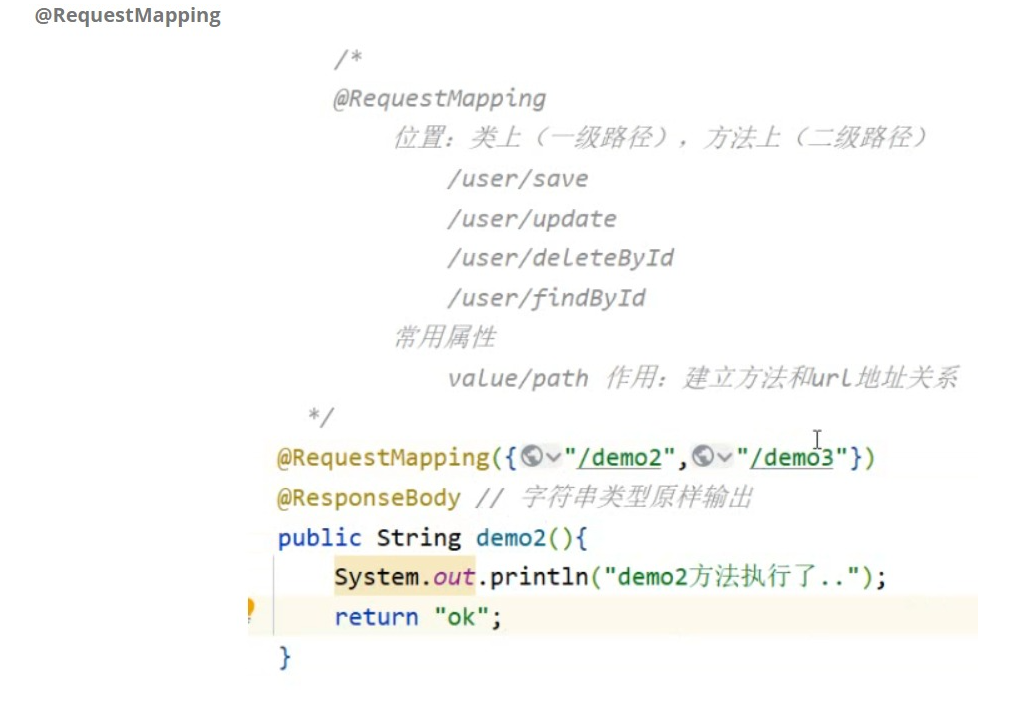 @RequestMapping
/*
@RequestMapping
位置：类上（一级路径），方法上（二级路径）
/user/save
/user/update
/user/deleteById
/user/findById
常用属性
value/path 作用：建立方法和url地址关系
*/
@RequestMapping({"/demo2","/demo3"})
@ResponseBody // 字符串类型原样输出
public String demo2(){
System.out.println("demo2方法执行了..");
return "ok";
}